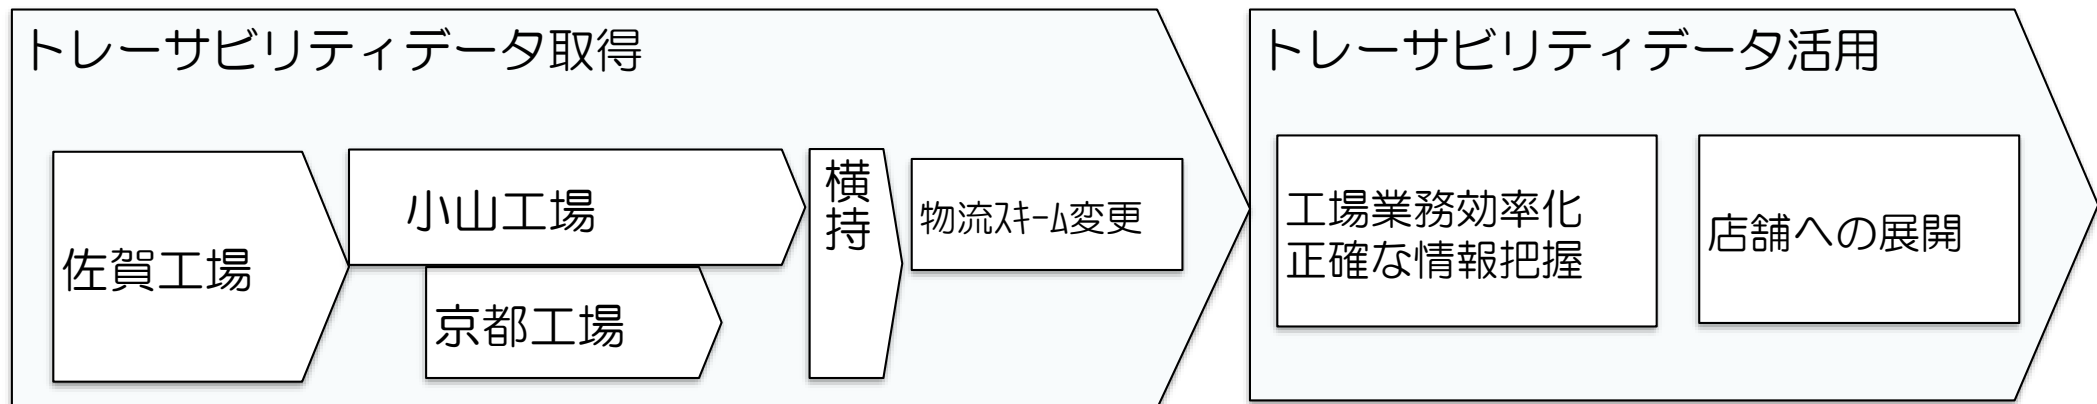 トレーサビリティデータ取得
佐賀工場
小山工場
京都工場
横持
物流ｽｷｰﾑ変更
トレーサビリティデータ活用
工場業務効率化
正確な情報把握
店舗への展開